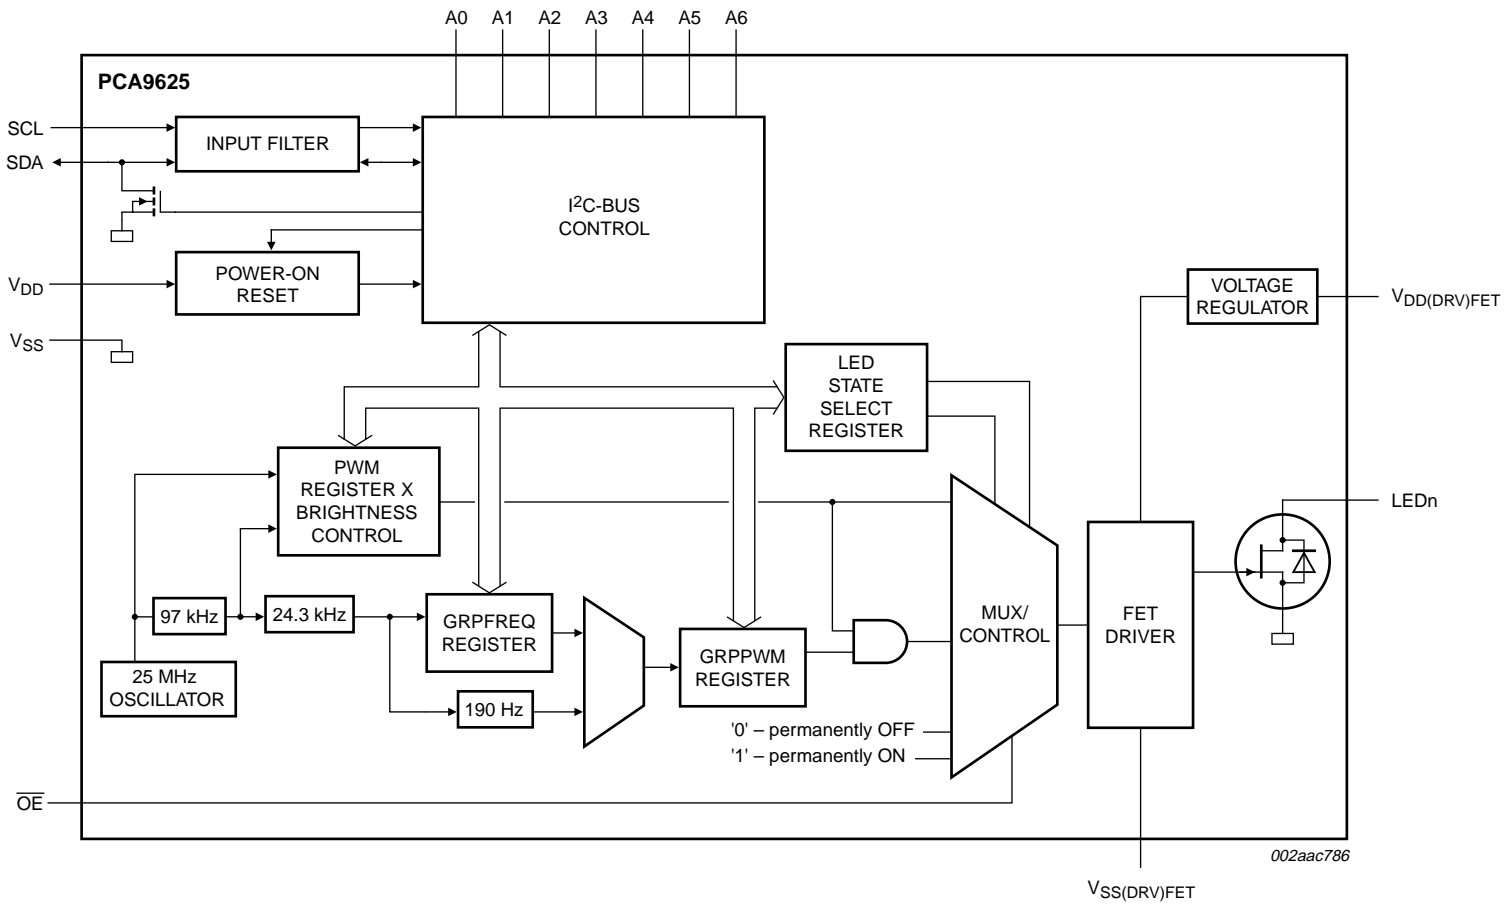 A0 A1 A2 A3 A4 A5 A6
PCA9625
SCL
INPUT FILTER
SDA
I²C-BUS
CONTROL
POWER-ON
RESET
VDD
VSS
VOLTAGE
REGULATOR
VDD(DRV)FET
LED
STATE
SELECT
REGISTER
PWM
REGISTER X
BRIGHTNESS
CONTROL
LEDn
97 kHz
24.3 kHz
GRPFREQ
REGISTER
MUX/
CONTROL
FET
DRIVER
GRPPWM
REGISTER
25 MHz
OSCILLATOR
190 Hz
'0' – permanently OFF
'1' – permanently ON
O̅E̅
002aac786
VSS(DRV)FET